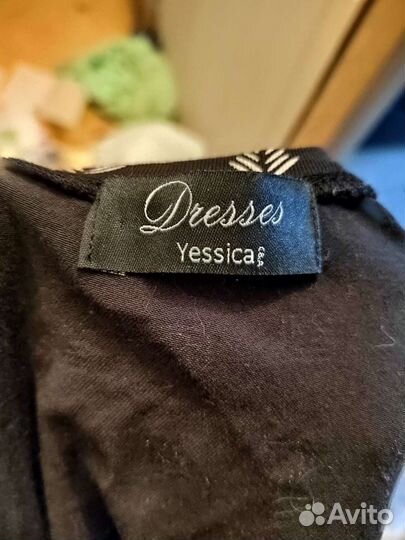 Dresses
Yessica
C&A
Avito